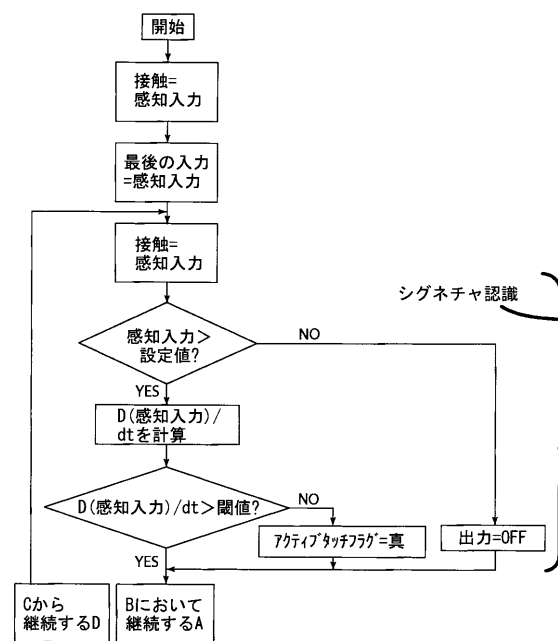 開始
接触=
感知入力
最後の入力
=感知入力
接触=
感知入力
シグネチャ認識
感知入力>
設定値?
NO
YES
D(感知入力)/
dtを計算
D(感知入力)/dt>閾値?
NO
アクティブタッチフラグ=真
出力=OFF
YES
Cから
継続するD
Bにおいて
継続するA